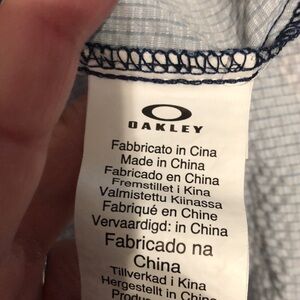 OAKLEY
Fabbricato in Cina
Made in China
Fabricado en China
Fremstillet i Kina
Valmistettu Kiinassa
Fabriqué en Chine
Vervaardigd: in China
Fabricado na
China
Tillverkad i Kina
Hergestellt in China